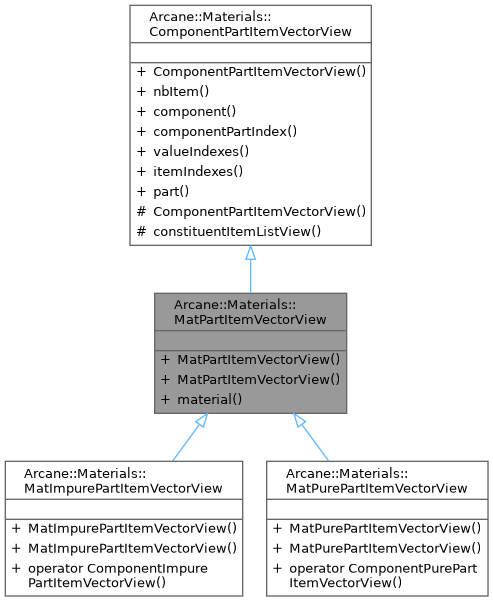 Arcane::Materials::
ComponentPartItemVectorView
+ ComponentPartItemVectorView()
+ nbItem()
+ component()
+ componentPartIndex()
+ valueIndexes()
+ itemIndexes()
+ part()
# ComponentPartItemVectorView()
# constituentItemListView()
Arcane::Materials::
MatPartItemVectorView
+ MatPartItemVectorView()
+ MatPartItemVectorView()
+ material()
Arcane::Materials::
MatImpurePartItemVectorView
+ MatImpurePartItemVectorView()
+ MatImpurePartItemVectorView()
+ operator ComponentImpure
PartItemVectorView()
Arcane::Materials::
MatPurePartItemVectorView
+ MatPurePartItemVectorView()
+ MatPurePartItemVectorView()
+ operator ComponentPurePart
ItemVectorView()